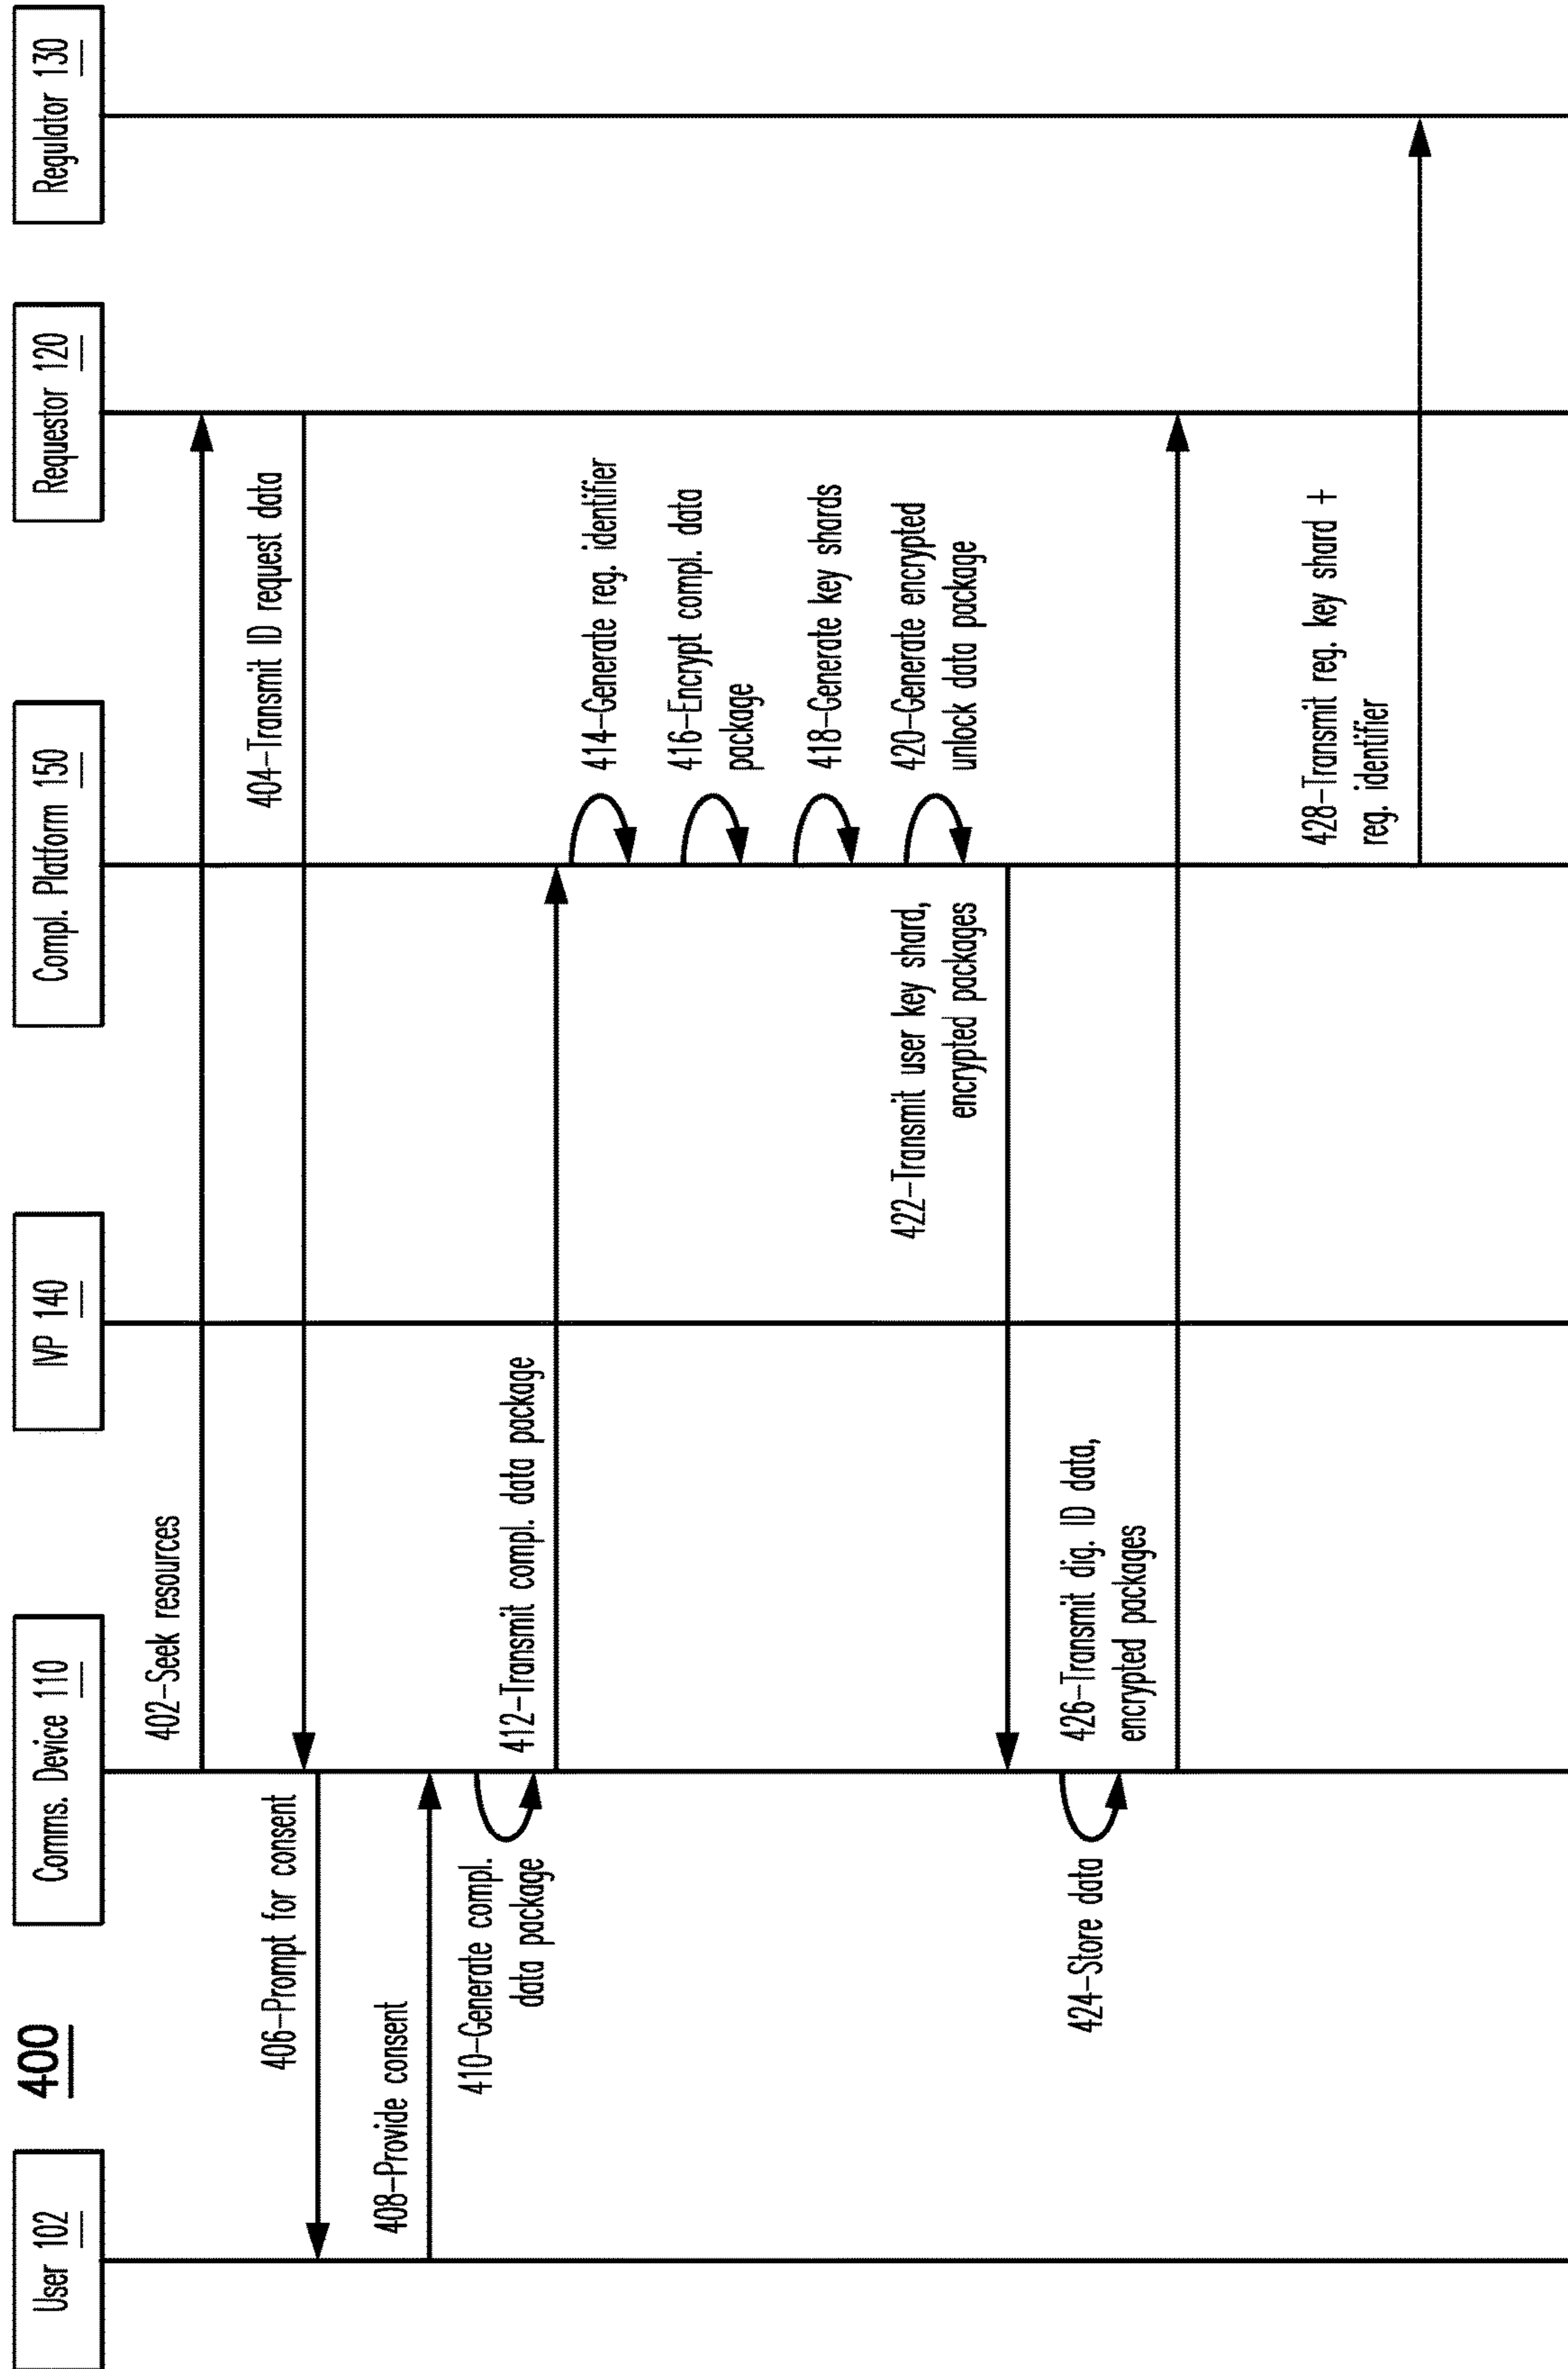 400
User 102
Comms. Device 110
IVP 140
Compl. Platform 150
Requestor 120
Regulator 130
402–Seek resources
404–Transmit ID request data
406–Prompt for consent
408–Provide consent
410–Generate compl.
data package
412–Transmit compl. data package
414–Generate reg. identifier
416–Encrypt compl. data
package
418–Generate key shards
420–Generate encrypted
unlock data package
422–Transmit user key shard,
encrypted packages
424–Store data
426–Transmit dig. ID data,
encrypted packages
428–Transmit reg. key shard +
reg. identifier